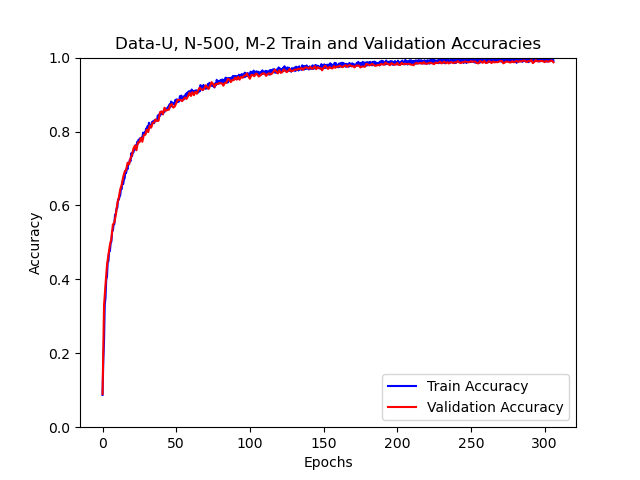 Data-U, N-500, M-2 Train and Validation Accuracies
1.0
0.8
0.6
0.4
0.2
0.0
Accuracy
0 50 100 150 200 250 300
Epochs
Train Accuracy
Validation Accuracy